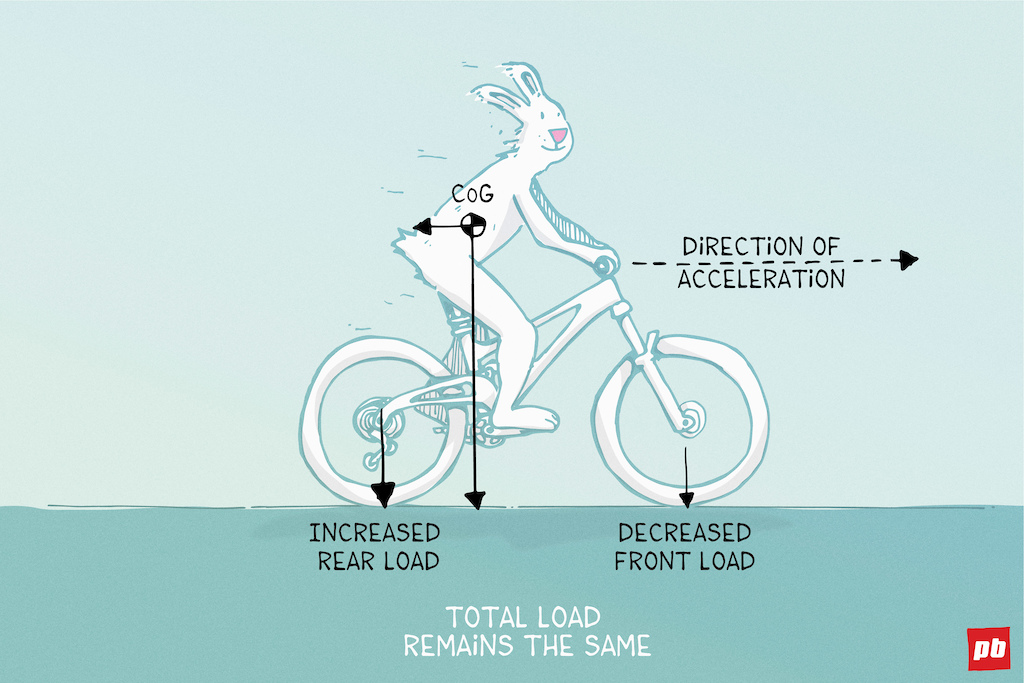 CoG
DIRECTION OF
ACCELERATION
INCREASED
REAR LOAD
DECREASED
FRONT LOAD
TOTAL LOAD
REMAINS THE SAME
pb